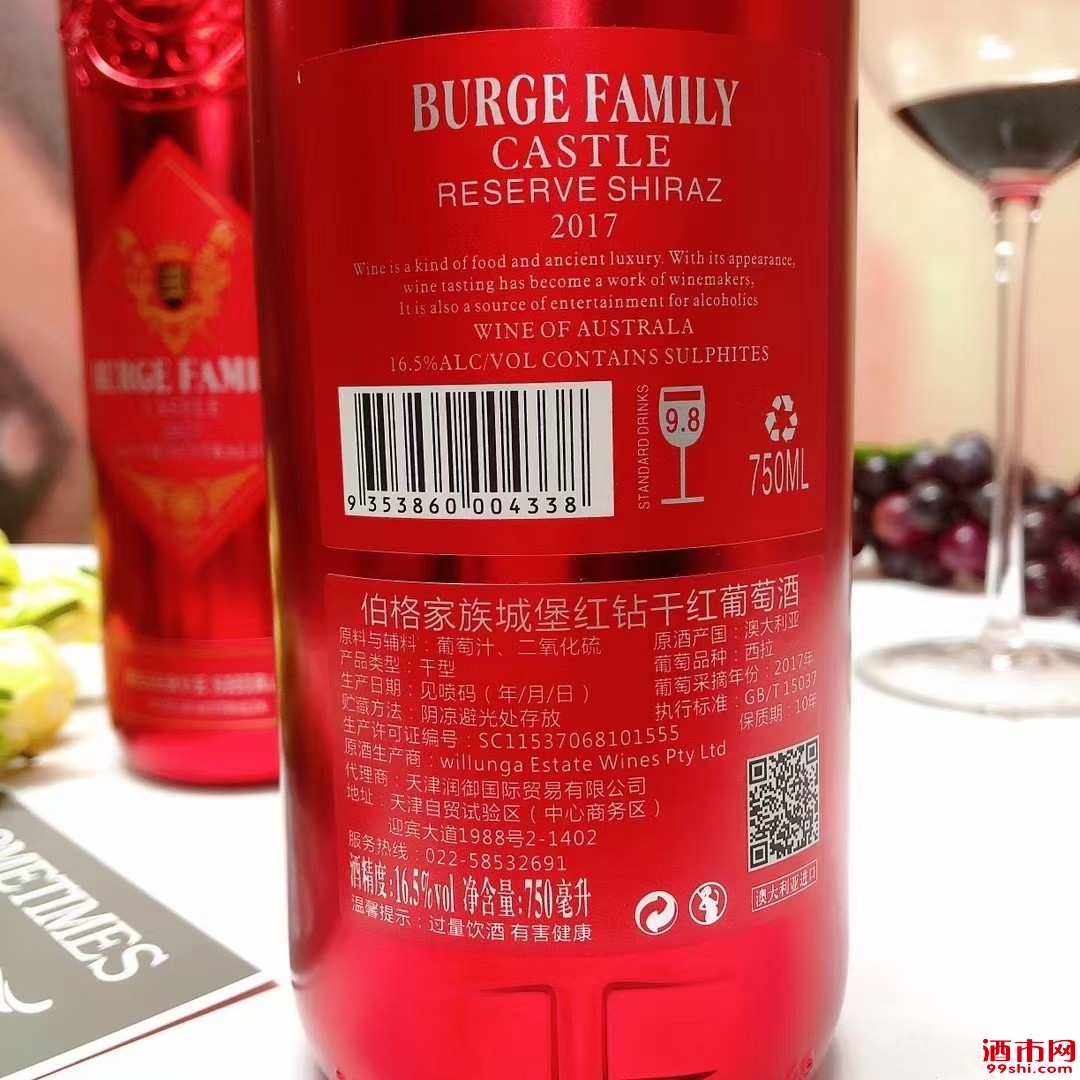 BURGE FAMILY
CASTLE
RESERVE SHIRAZ
2017
Wine is a kind of food and ancient luxury. With its appearance,
wine tasting has become a work of winemakers,
It is also a source of entertainment for alcoholics
WINE OF AUSTRALA
16.5%ALC/VOL CONTAINS SULPHITES
9 353860 004338
STANDARD DRINKS
9.8
750ML
伯格家族城堡红钻干红葡萄酒
原料与辅料：葡萄汁、二氧化硫
产品类型：干型
生产日期：见喷码（年/月/日）
贮藏方法：阴凉避光处存放
生产许可证编号：SC11537068101555
原酒生产商：willunga Estate Wines Pty Ltd
代理商：天津润御国际贸易有限公司
地址：天津自贸试验区（中心商务区）
迎宾大道1988号2-1402
服务热线：022-58532691
酒精度:16.5%vol 净含量:750毫升
温馨提示：过量饮酒 有害健康
原酒产国：澳大利亚
葡萄品种：西拉
葡萄采摘年份：2017年
执行标准：GB/T 15037
保质期：10年
澳大利亚进口
BURGE FAMI
CASTLE
2017
SOUTH AUSTRALIA
RESERVE SHIRA
OMETIMES
酒市网
99shi.com